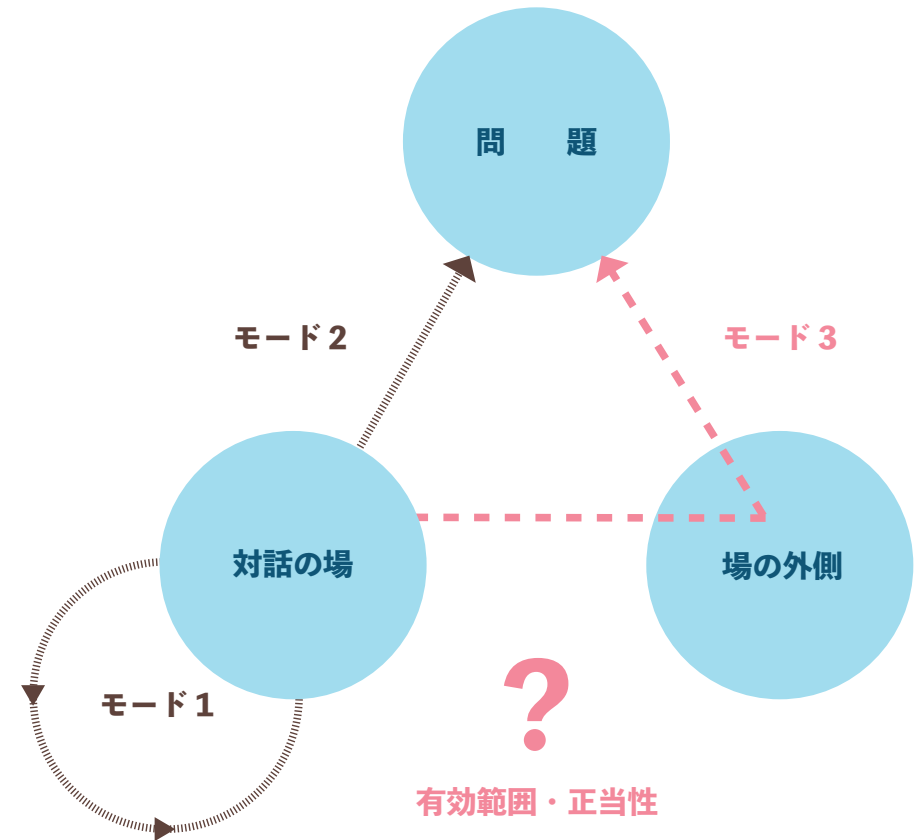 問　　題
モード２
モード３
対話の場
場の外側
モード１
？
有効範囲・正当性